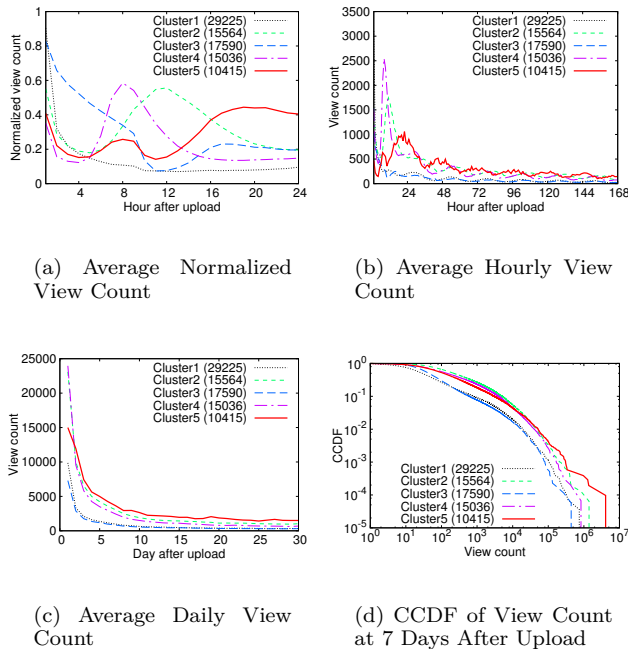 1
0.8
0.6
0.4
0.2
0
4
8
12
16
20
24
Normalized view count
Hour after upload
Cluster1 (29225)
Cluster2 (15564)
Cluster3 (17590)
Cluster4 (15036)
Cluster5 (10415)
(a) Average Normalized
View Count
3500
3000
2500
2000
1500
1000
500
0
24
48
72
96
120
144
168
View count
Hour after upload
Cluster1 (29225)
Cluster2 (15564)
Cluster3 (17590)
Cluster4 (15036)
Cluster5 (10415)
(b) Average Hourly View
Count
25000
20000
15000
10000
5000
0
0
5
10
15
20
25
30
View count
Day after upload
Cluster1 (29225)
Cluster2 (15564)
Cluster3 (17590)
Cluster4 (15036)
Cluster5 (10415)
(c) Average Daily View
Count
10^0
10^-1
10^-2
10^-3
10^-4
10^-5
10^0
10^1
10^2
10^3
10^4
10^5
10^6
10^7
CCDF
View count
Cluster1 (29225)
Cluster2 (15564)
Cluster3 (17590)
Cluster4 (15036)
Cluster5 (10415)
(d) CCDF of View Count
at 7 Days After Upload